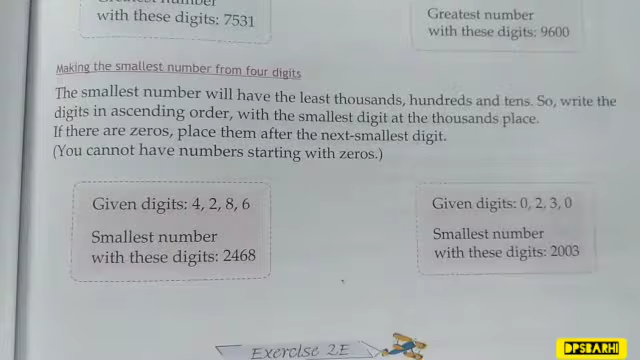 with these digits: 7531
Greatest number
with these digits: 9600
Making the smallest number from four digits
The smallest number will have the least thousands, hundreds and tens. So, write the
digits in ascending order, with the smallest digit at the thousands place.
If there are zeros, place them after the next-smallest digit.
(You cannot have numbers starting with zeros.)
Given digits: 4, 2, 8, 6
Smallest number
with these digits: 2468
Given digits: 0, 2, 3, 0
Smallest number
with these digits: 2003
Exercise 2E
DPSBARHI